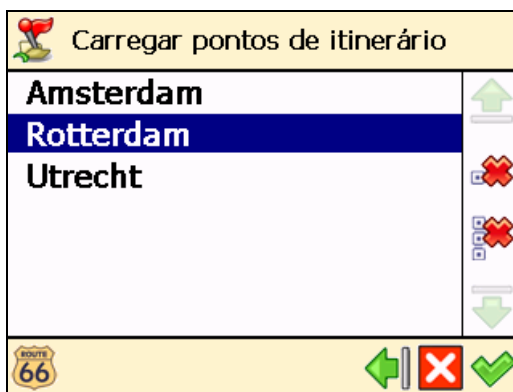 Carregar pontos de itinerário
Amsterdam
Rotterdam
Utrecht
ROUTE
66